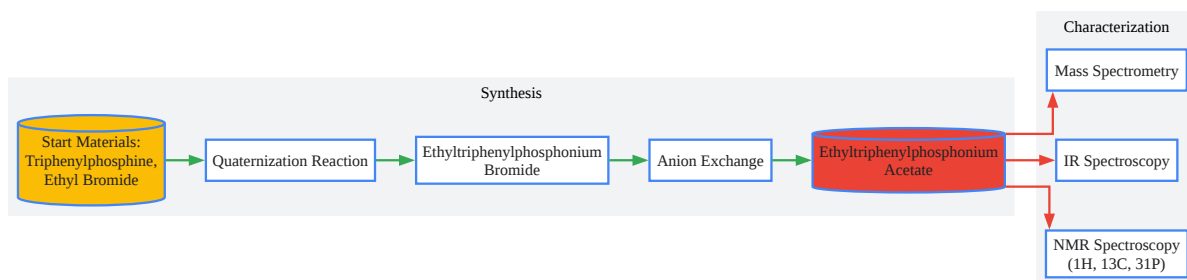 Characterization
Mass Spectrometry
Synthesis
Start Materials:
Triphenylphosphine,
Ethyl Bromide
Quaternization Reaction
Ethyltriphenylphosphonium
Bromide
Anion Exchange
Ethyltriphenylphosphonium
Acetate
IR Spectroscopy
NMR Spectroscopy
(1H, 13C, 31P)